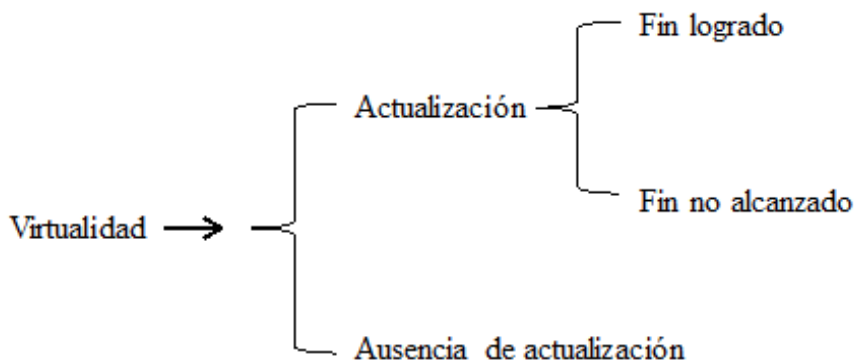 Fin logrado
Actualización
Fin no alcanzado
Virtualidad
Ausencia de actualización